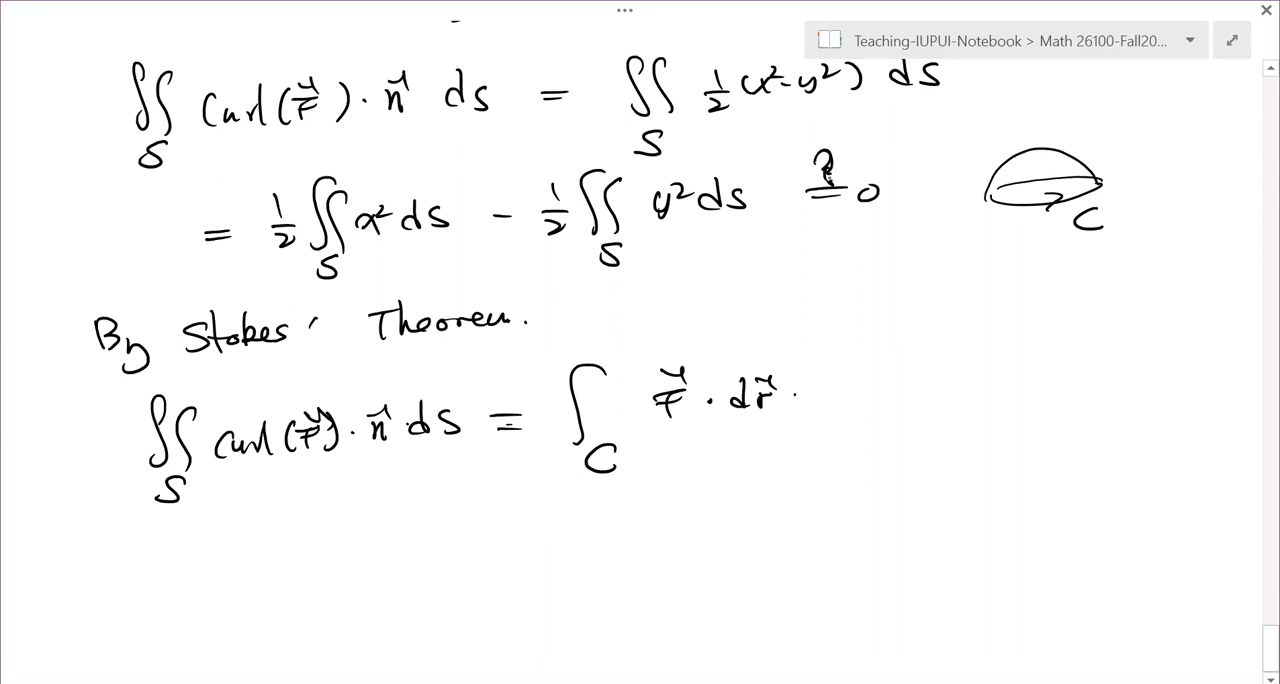 Teaching-IUPUI-Notebook > Math 26100-Fall20...
∬_S Curl(F⃗) · n⃗ dS = ∬_S ½(x² - y²) dS
= ½ ∬_S x² dS - ½ ∬_S y² dS ?= 0
C
By Stokes' Theorem.
∬_S curl(F⃗) · n⃗ · dS = ∫_C F⃗ · dr⃗ .